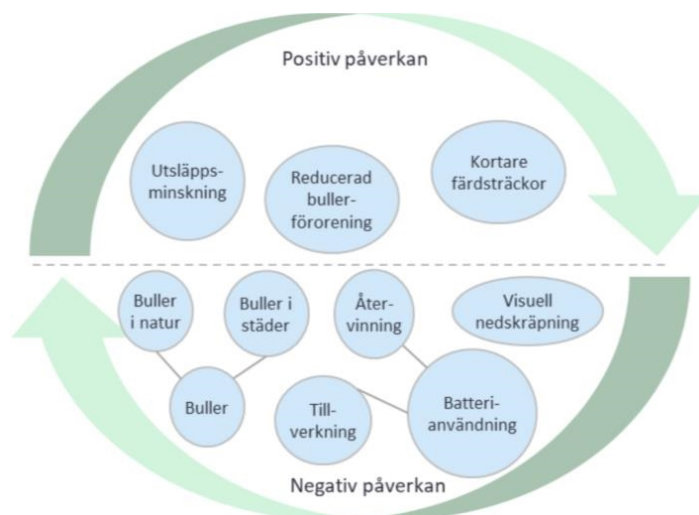 Positiv påverkan
Utsläpps-
minskning
Reducerad
buller-
förorening
Kortare
färdsträckor
Buller
i natur
Buller i
städer
Åter-
vinning
Visuell
nedskräpning
Buller
Till-
verkning
Batteri-
användning
Negativ påverkan